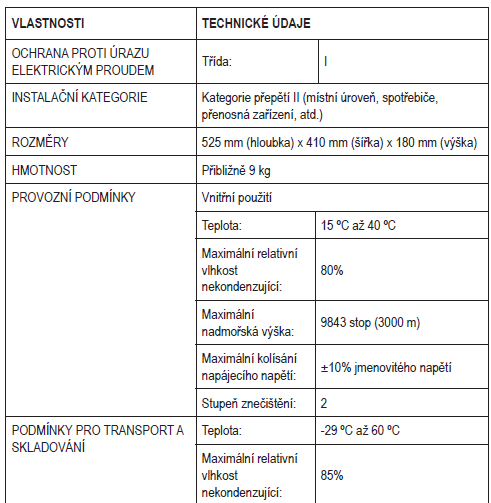 VLASTNOSTI
TECHNICKÉ ÚDAJE
OCHRANA PROTI ÚRAZU
ELEKTRICKÝM PROUDEM
Třída:
I
INSTALAČNÍ KATEGORIE
Kategorie přepětí II (místní úroveň, spotřebiče,
přenosná zařízení, atd.)
ROZMĚRY
525 mm (hloubka) x 410 mm (šířka) x 180 mm (výška)
HMOTNOST
Přibližně 9 kg
PROVOZNÍ PODMÍNKY
Vnitřní použití
Teplota:
15 ºC až 40 ºC
Maximální relativní
vlhkost
nekondenzující:
80%
Maximální
nadmořská výška:
9843 stop (3000 m)
Maximální kolísání
napájecího napětí:
±10% jmenovitého napětí
Stupeň znečištění:
2
PODMÍNKY PRO TRANSPORT A
SKLADOVÁNÍ
Teplota:
-29 ºC až 60 ºC
Maximální relativní
vlhkost
nekondenzující:
85%